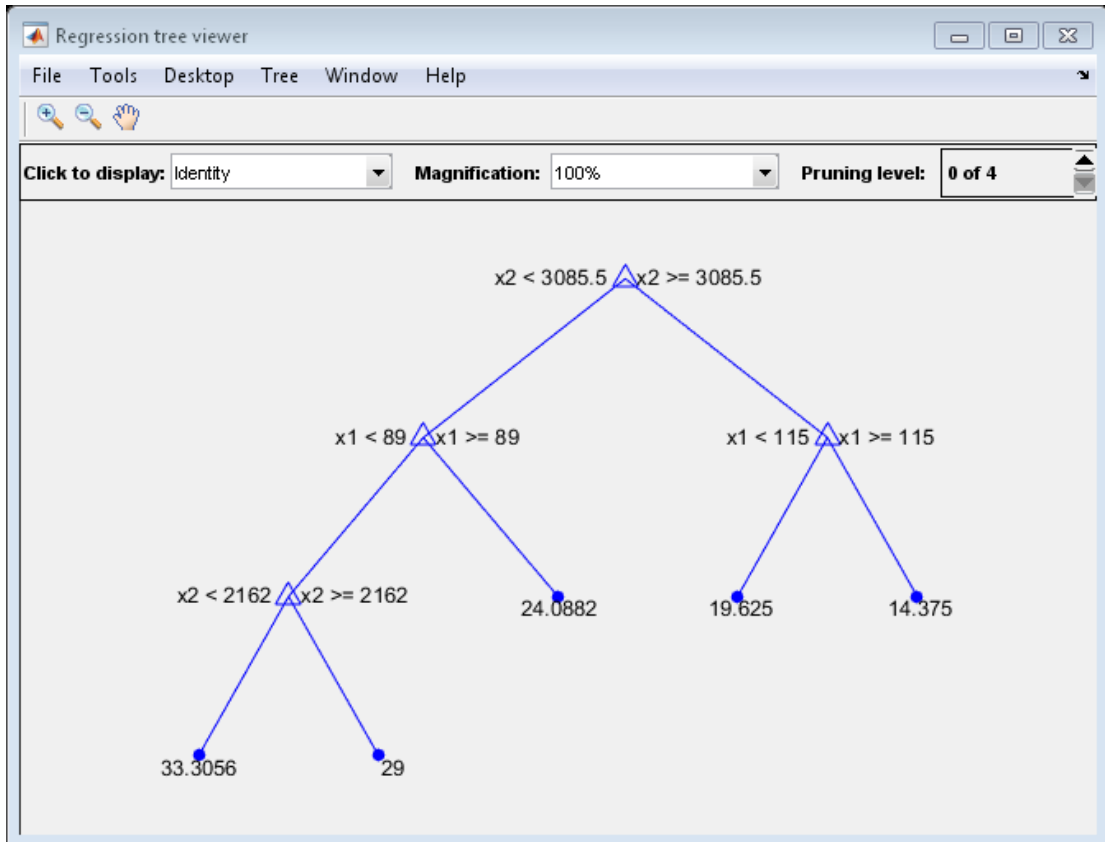 Regression tree viewer
File Tools Desktop Tree Window Help
Click to display: Identity Magnification: 100% Pruning level: 0 of 4
x2 < 3085.5 x2 >= 3085.5
x1 < 89 x1 >= 89 x1 < 115 x1 >= 115
x2 < 2162 x2 >= 2162 24.0882 19.625 14.375
33.3056 29